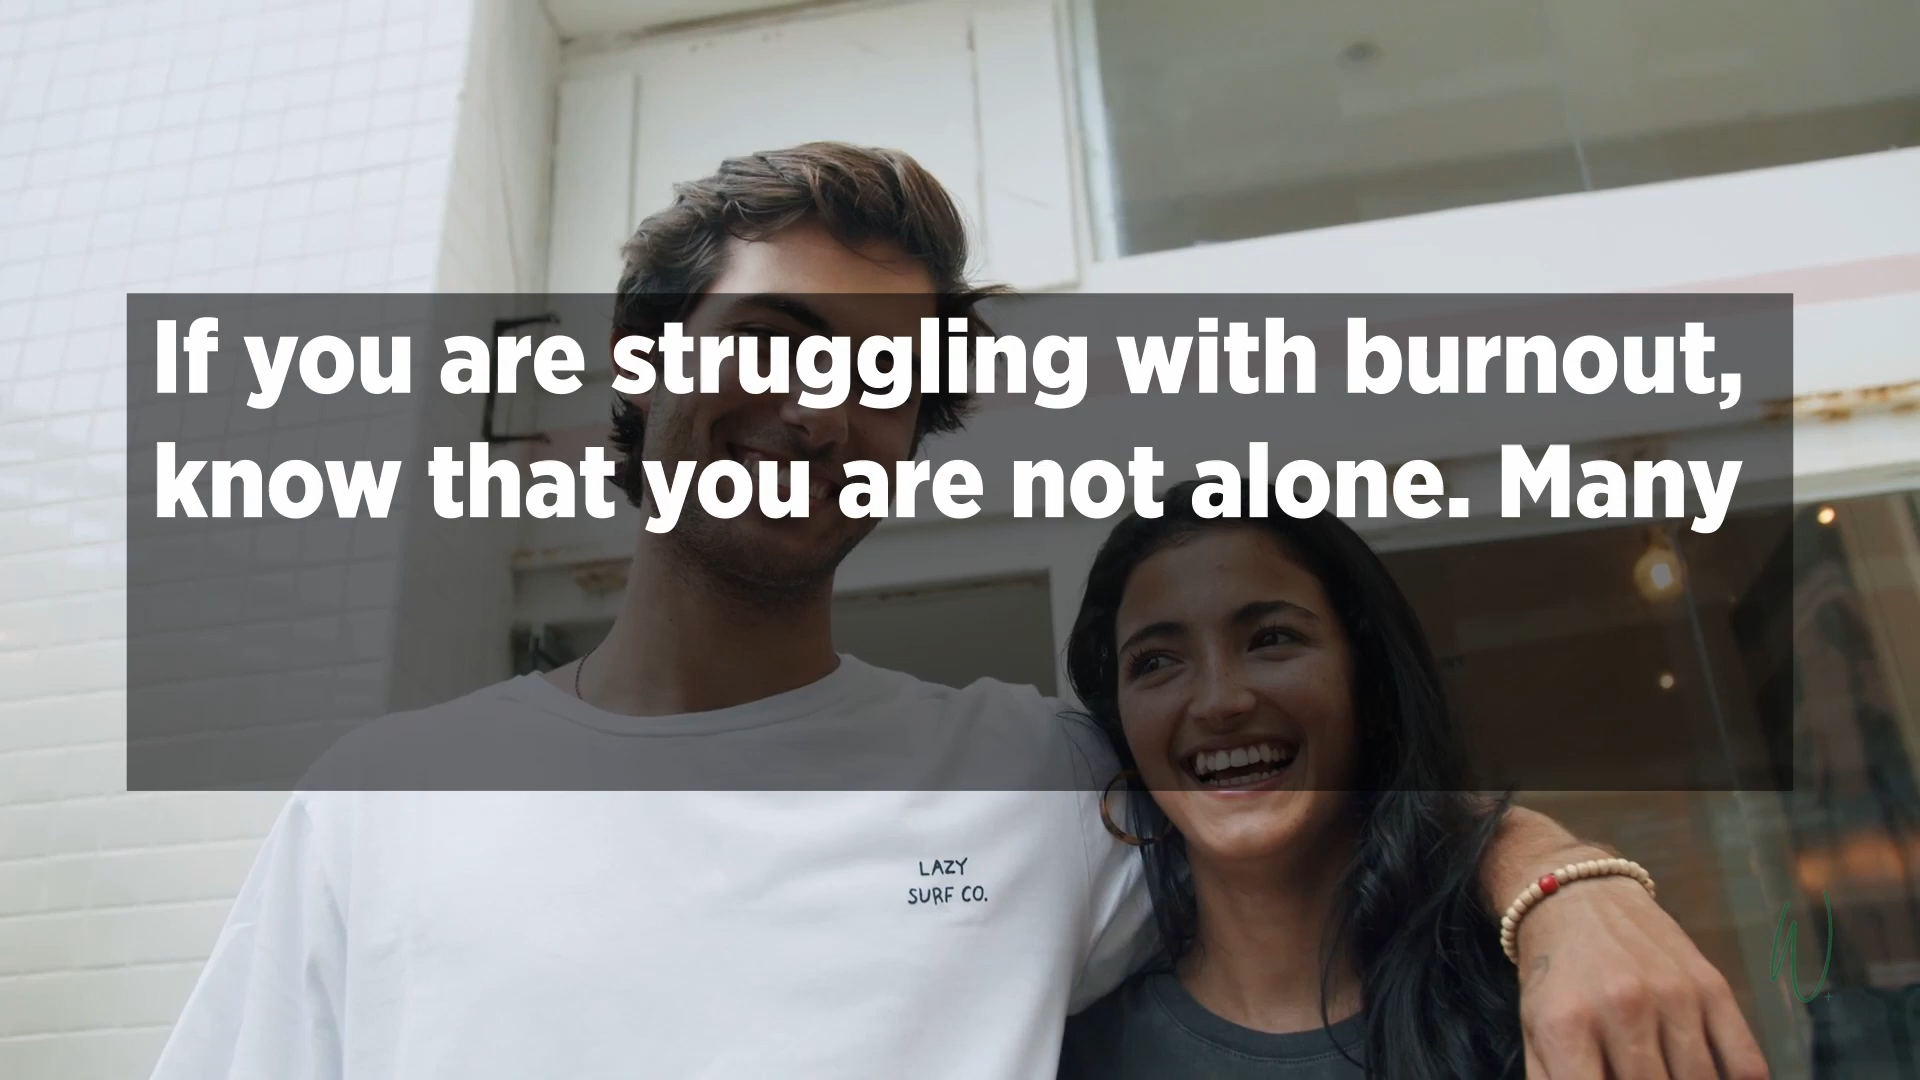 If you are struggling with burnout,
know that you are not alone. Many
LAZY
SURF CO.
W